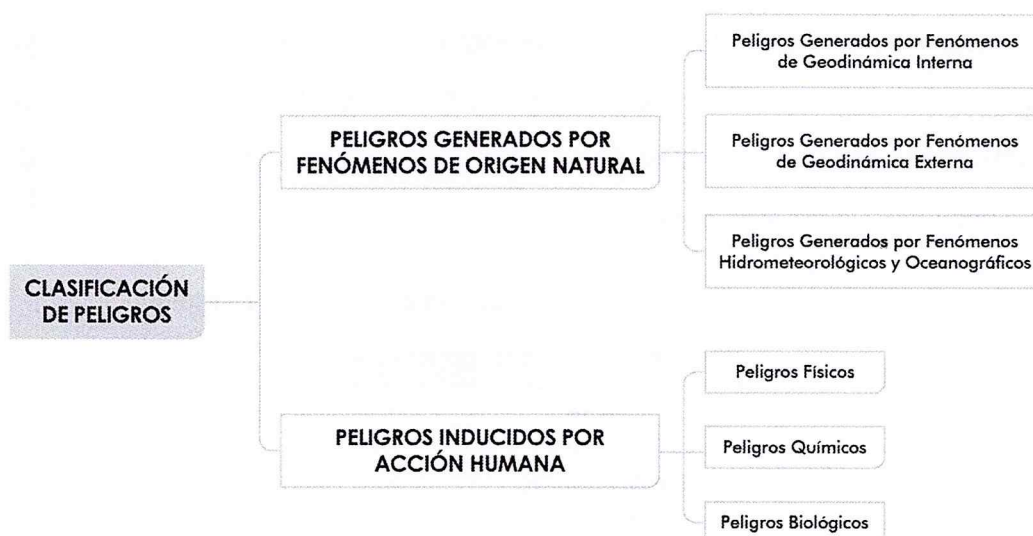 CLASIFICACIÓN
DE PELIGROS
PELIGROS GENERADOS POR
FENÓMENOS DE ORIGEN NATURAL
Peligros Generados por Fenómenos
de Geodinámica Interna
Peligros Generados por Fenómenos
de Geodinámica Externa
Peligros Generados por Fenómenos
Hidrometeorológicos y Oceanográficos
PELIGROS INDUCIDOS POR
ACCIÓN HUMANA
Peligros Físicos
Peligros Químicos
Peligros Biológicos